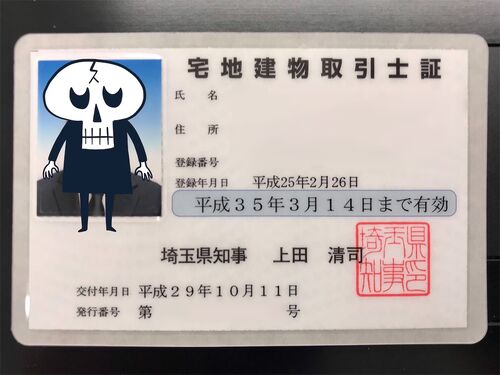 宅地建物取引士証
氏名
住所
登録番号
登録年月日 平成25年2月26日
平成35年3月14日まで有効
埼玉県知事 上田 清司
埼玉県知事印
交付年月日 平成29年10月11日
発行番号 第 号